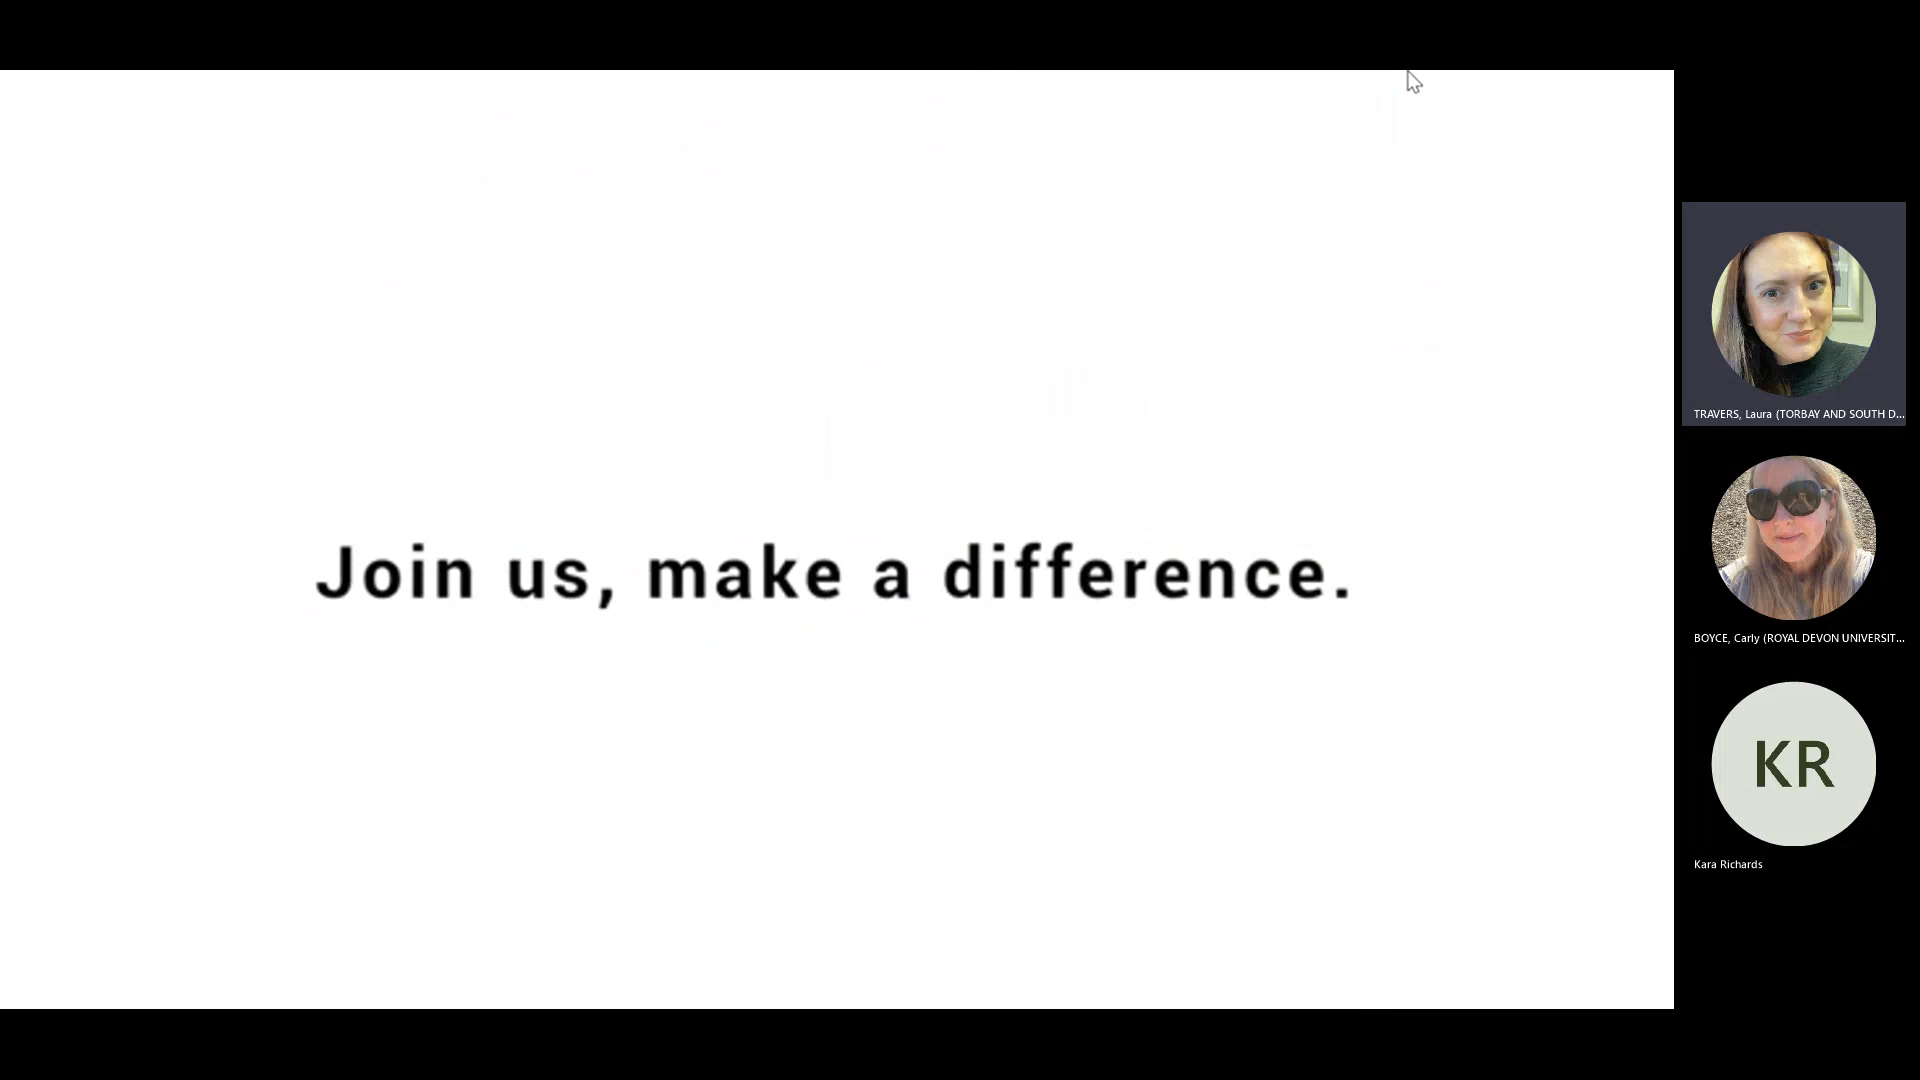 Join us, make a difference.
TRAVERS, Laura (TORBAY AND SOUTH D...
BOYCE, Carly (ROYAL DEVON UNIVERSIT...
KR
Kara Richards